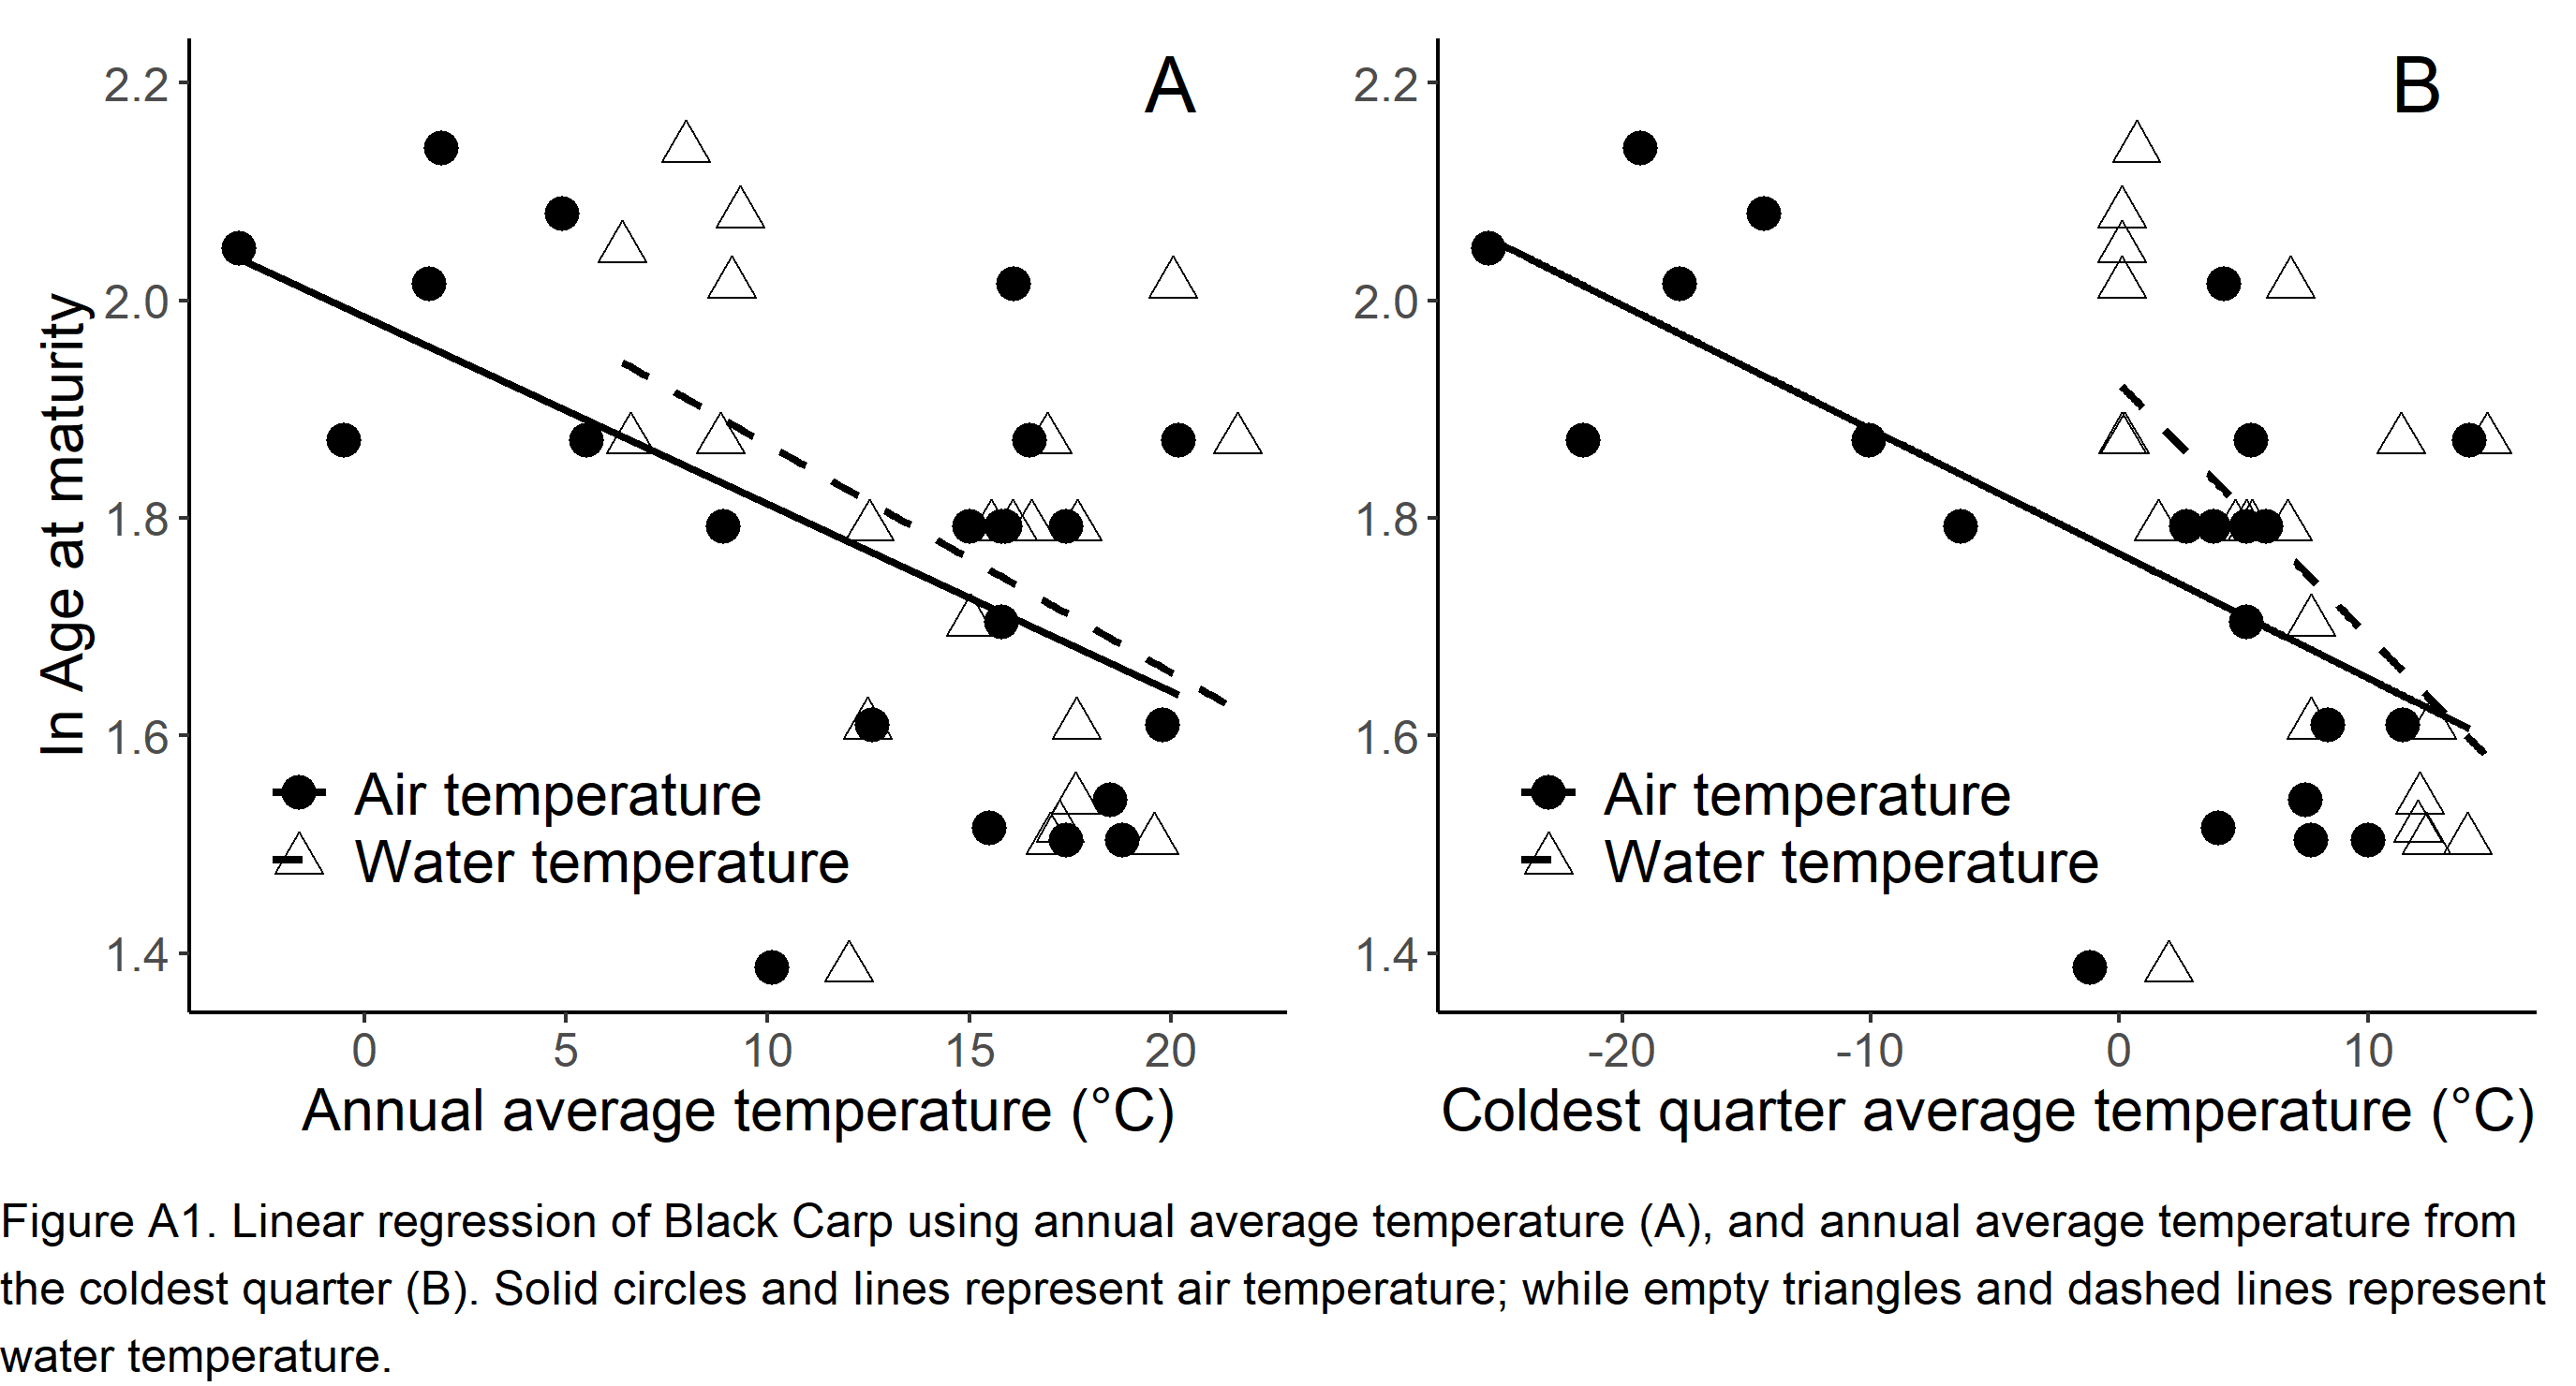 A
B
ln Age at maturity
2.2
2.0
1.8
1.6
1.4
Air temperature
Water temperature
0 5 10 15 20
Annual average temperature (°C)
2.2
2.0
1.8
1.6
1.4
Air temperature
Water temperature
-20 -10 0 10
Coldest quarter average temperature (°C)
Figure A1. Linear regression of Black Carp using annual average temperature (A), and annual average temperature from
the coldest quarter (B). Solid circles and lines represent air temperature; while empty triangles and dashed lines represent
water temperature.